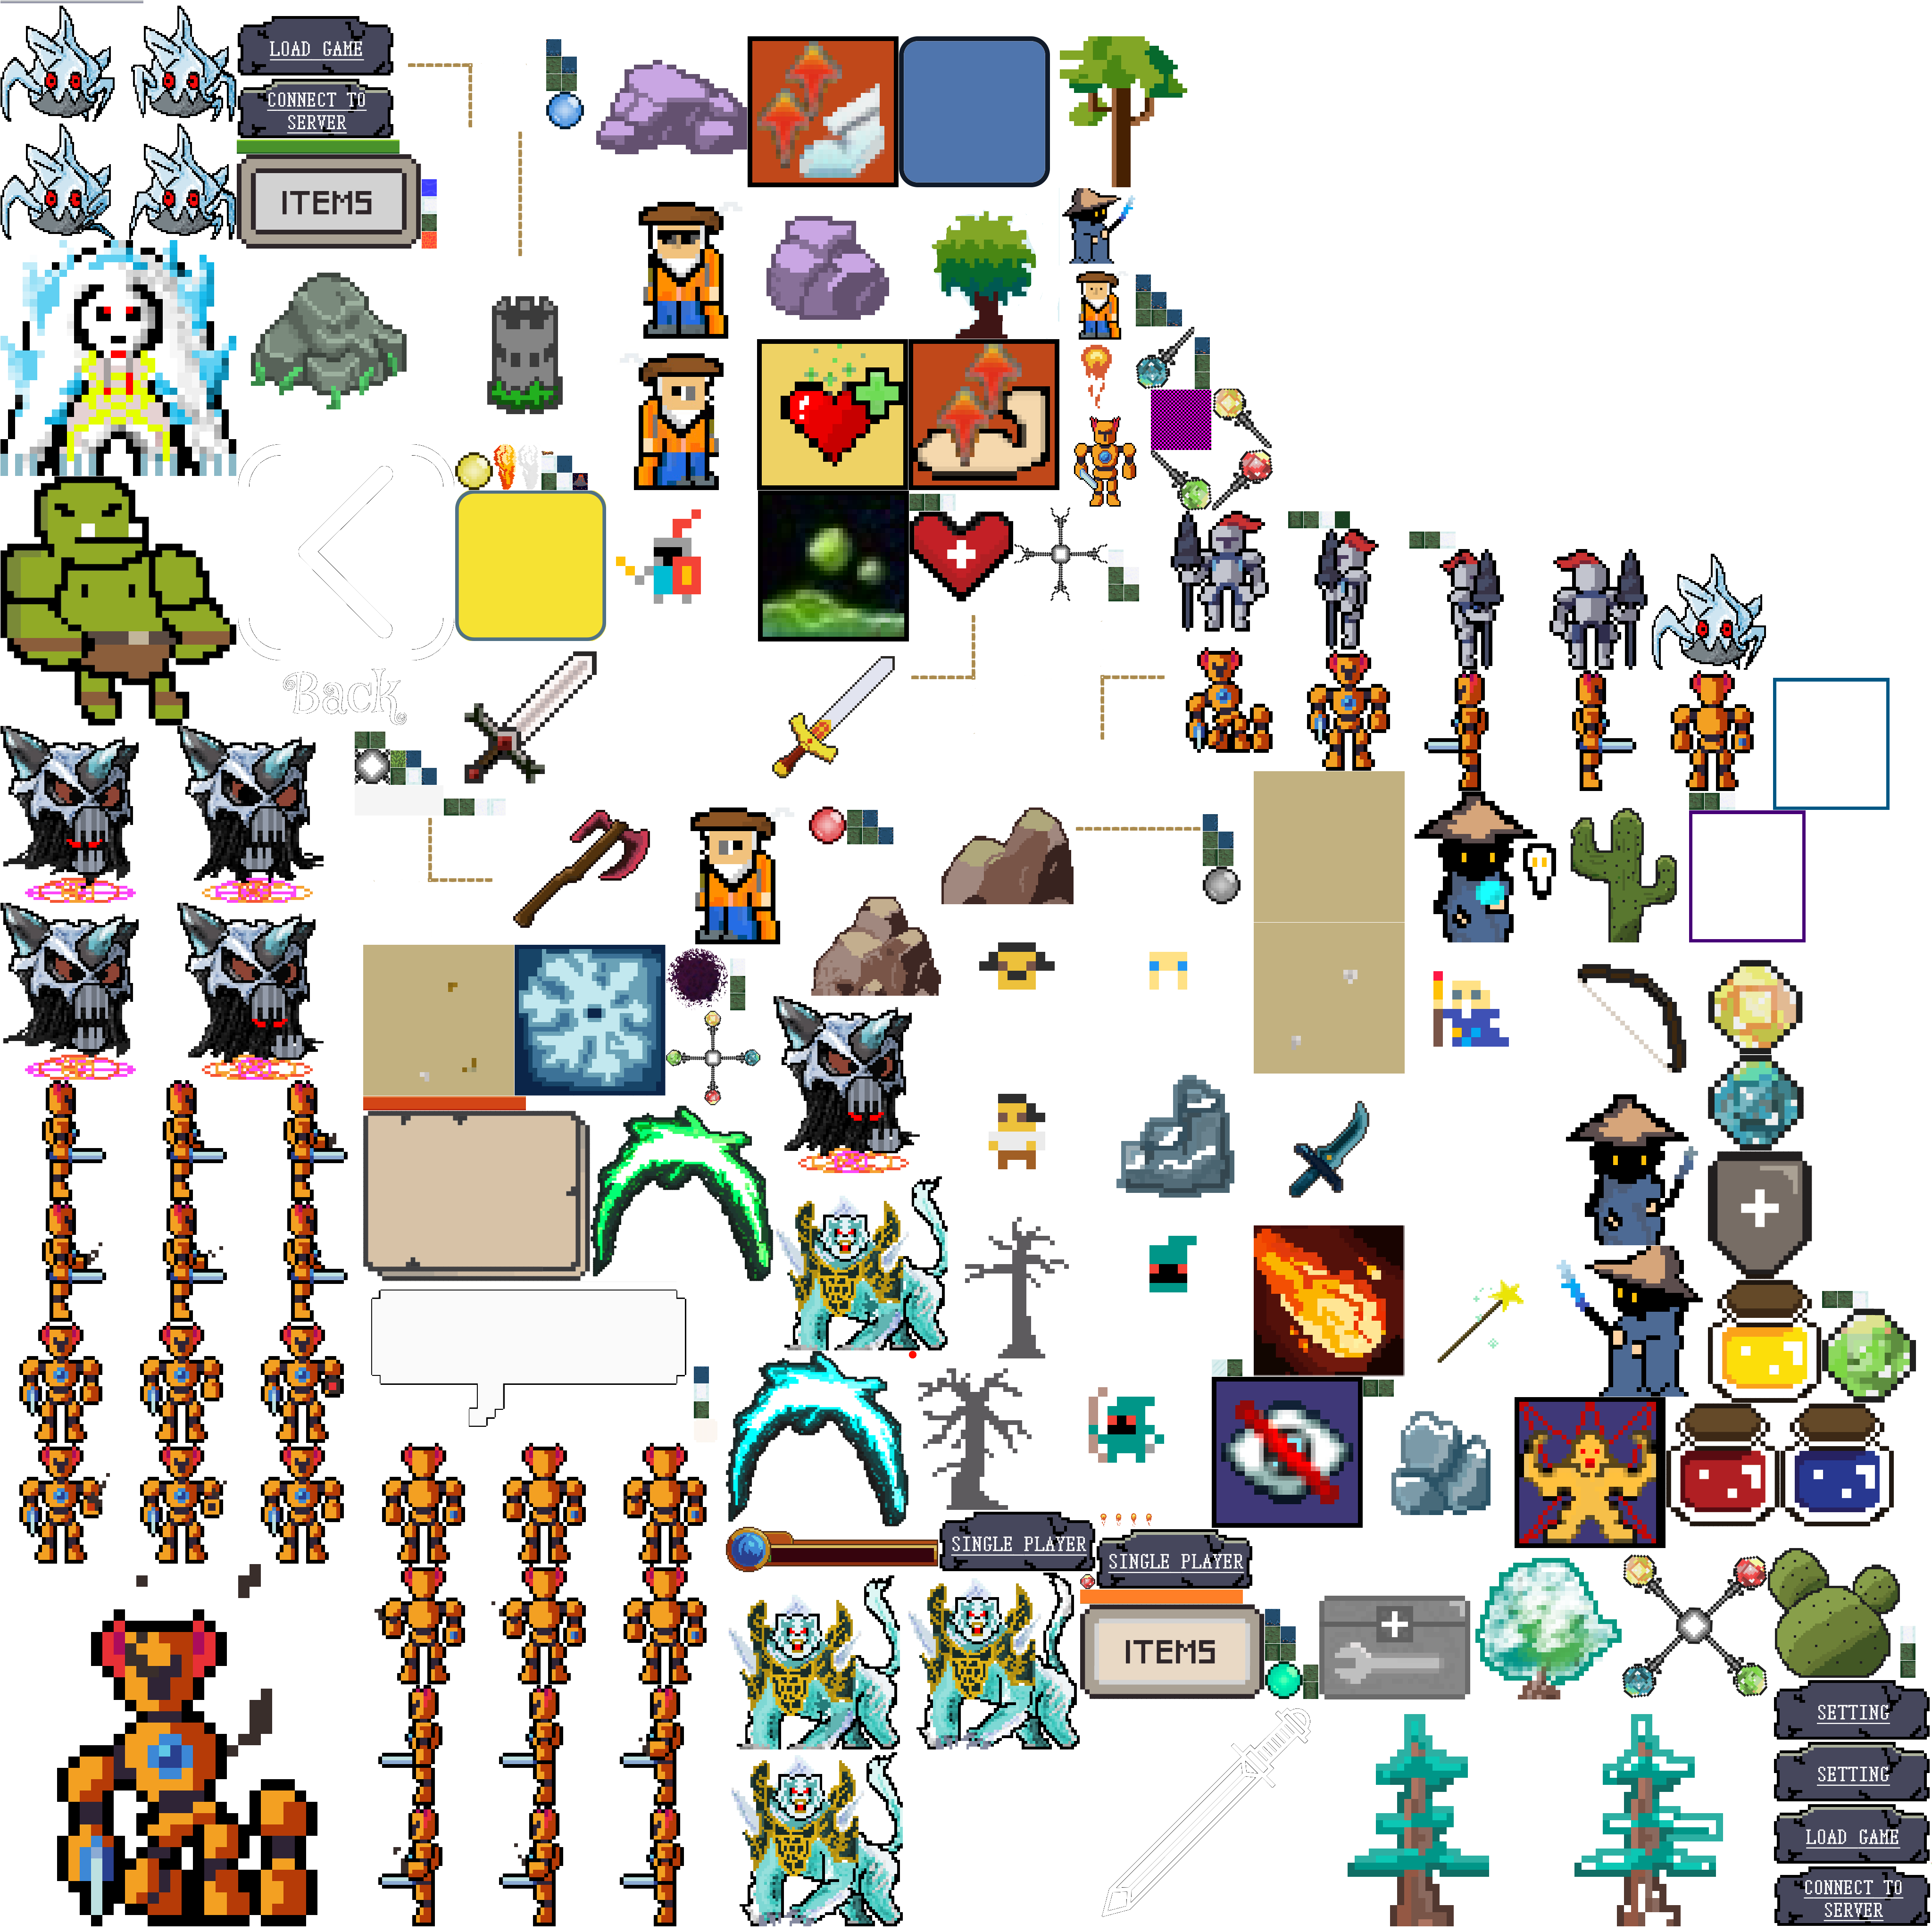 LOAD GAME
CONNECT TO
SERVER
ITEMS
Back
SINGLE PLAYER
SINGLE PLAYER
ITEMS
SETTING
SETTING
LOAD GAME
CONNECT TO
SERVER